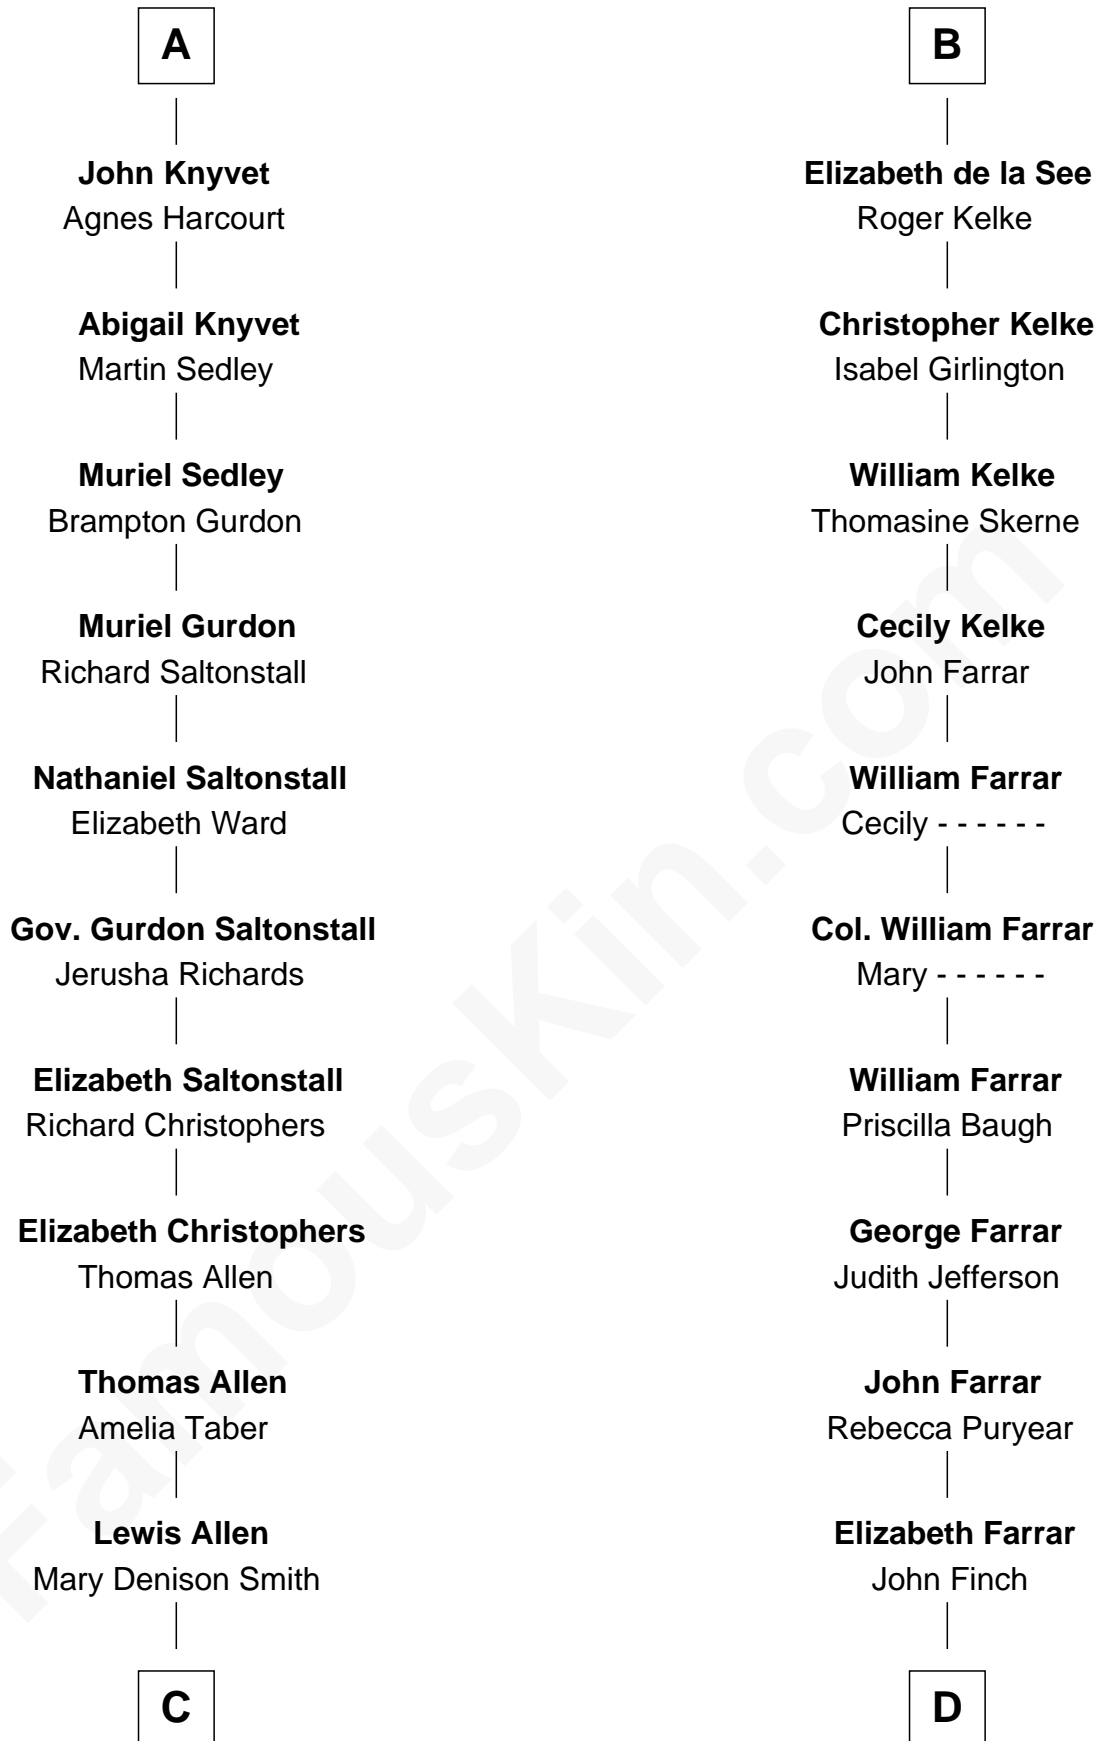 A
John Knyvet
Agnes Harcourt
Abigail Knyvet
Martin Sedley
Muriel Sedley
Brampton Gurdon
Muriel Gurdon
Richard Saltonstall
Nathaniel Saltonstall
Elizabeth Ward
Gov. Gurdon Saltonstall
Jerusha Richards
Elizabeth Saltonstall
Richard Christophers
Elizabeth Christophers
Thomas Allen
Thomas Allen
Amelia Taber
Lewis Allen
Mary Denison Smith
C
B
Elizabeth de la See
Roger Kelke
Christopher Kelke
Isabel Girlington
William Kelke
Thomasine Skerne
Cecily Kelke
John Farrar
William Farrar
Cecily - - - - - -
Col. William Farrar
Mary - - - - - -
William Farrar
Priscilla Baugh
George Farrar
Judith Jefferson
John Farrar
Rebecca Puryear
Elizabeth Farrar
John Finch
D
FamousKin.com